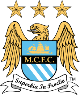 M.C.F.C.
Superbia In Proelio